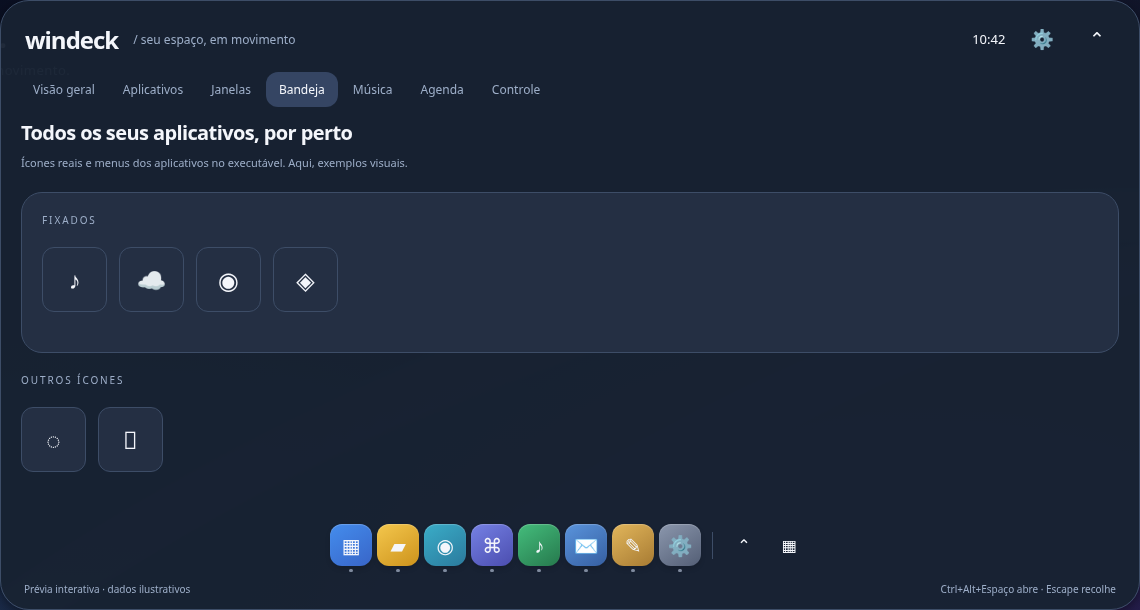 windeck / seu espaço, em movimento 10:42
Visão geral Aplicativos Janelas Bandeja Música Agenda Controle
Todos os seus aplicativos, por perto
Ícones reais e menus dos aplicativos no executável. Aqui, exemplos visuais.
FIXADOS
OUTROS ÍCONES
Prévia interativa · dados ilustrativos Ctrl+Alt+Espaço abre · Escape recolhe